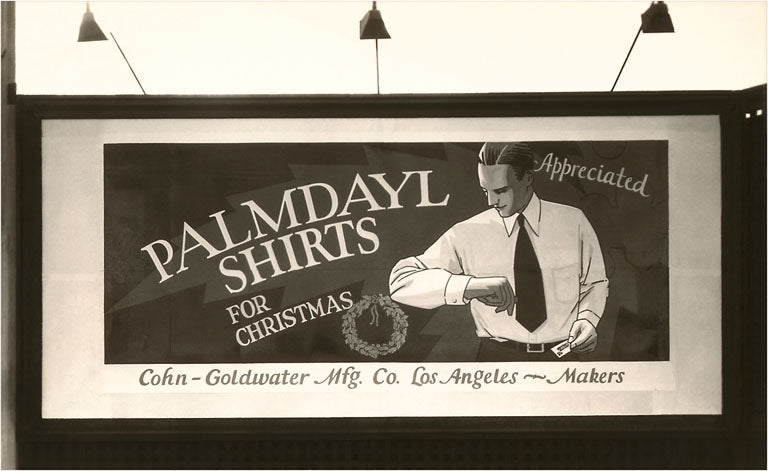 PALMDAYL
SHIRTS
FOR
CHRISTMAS
Appreciated
Cohn-Goldwater Mfg. Co. Los Angeles ~ Makers